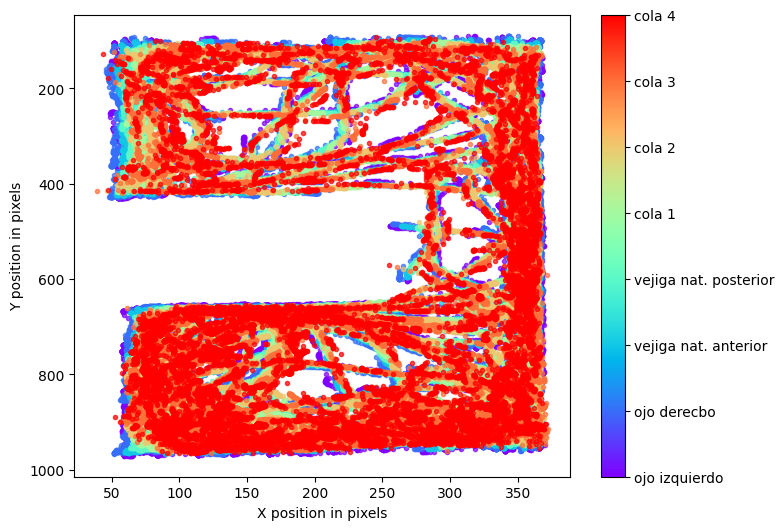 cola 4
cola 3
cola 2
cola 1
vejiga nat. posterior
vejiga nat. anterior
ojo derecbo
ojo izquierdo
200
400
600
800
1000
Y position in pixels
50
100
150
200
250
300
350
X position in pixels